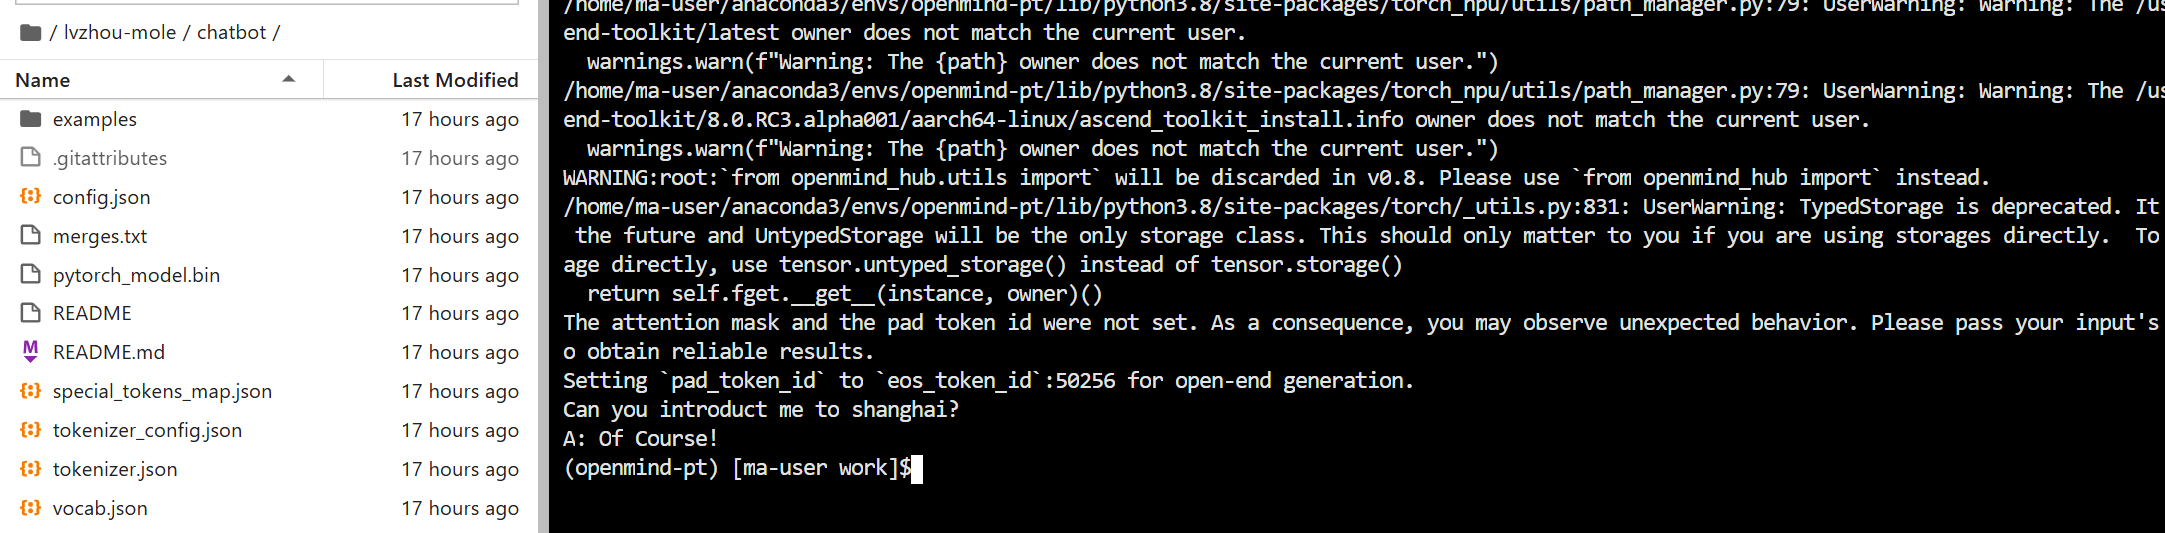 / lvzhou-mole / chatbot /
Name Last Modified
examples 17 hours ago
.gitattributes 17 hours ago
config.json 17 hours ago
merges.txt 17 hours ago
pytorch_model.bin 17 hours ago
README 17 hours ago
README.md 17 hours ago
special_tokens_map.json 17 hours ago
tokenizer_config.json 17 hours ago
tokenizer.json 17 hours ago
vocab.json 17 hours ago
/home/ma-user/anaconda3/envs/openmind-pt/lib/python3.8/site-packages/torch_npu/utils/path_manager.py:79: UserWarning: Warning: The /us
end-toolkit/latest owner does not match the current user.
  warnings.warn(f"Warning: The {path} owner does not match the current user.")
/home/ma-user/anaconda3/envs/openmind-pt/lib/python3.8/site-packages/torch_npu/utils/path_manager.py:79: UserWarning: Warning: The /us
end-toolkit/8.0.RC3.alpha001/aarch64-linux/ascend_toolkit_install.info owner does not match the current user.
  warnings.warn(f"Warning: The {path} owner does not match the current user.")
WARNING:root:`from openmind_hub.utils import` will be discarded in v0.8. Please use `from openmind_hub import` instead.
/home/ma-user/anaconda3/envs/openmind-pt/lib/python3.8/site-packages/torch/_utils.py:831: UserWarning: TypedStorage is deprecated. It
 the future and UntypedStorage will be the only storage class. This should only matter to you if you are using storages directly.  To
age directly, use tensor.untyped_storage() instead of tensor.storage()
  return self.fget.__get__(instance, owner)()
The attention mask and the pad token id were not set. As a consequence, you may observe unexpected behavior. Please pass your input's
o obtain reliable results.
Setting `pad_token_id` to `eos_token_id`:50256 for open-end generation.
Can you introduct me to shanghai?
A: Of Course!
(openmind-pt) [ma-user work]$